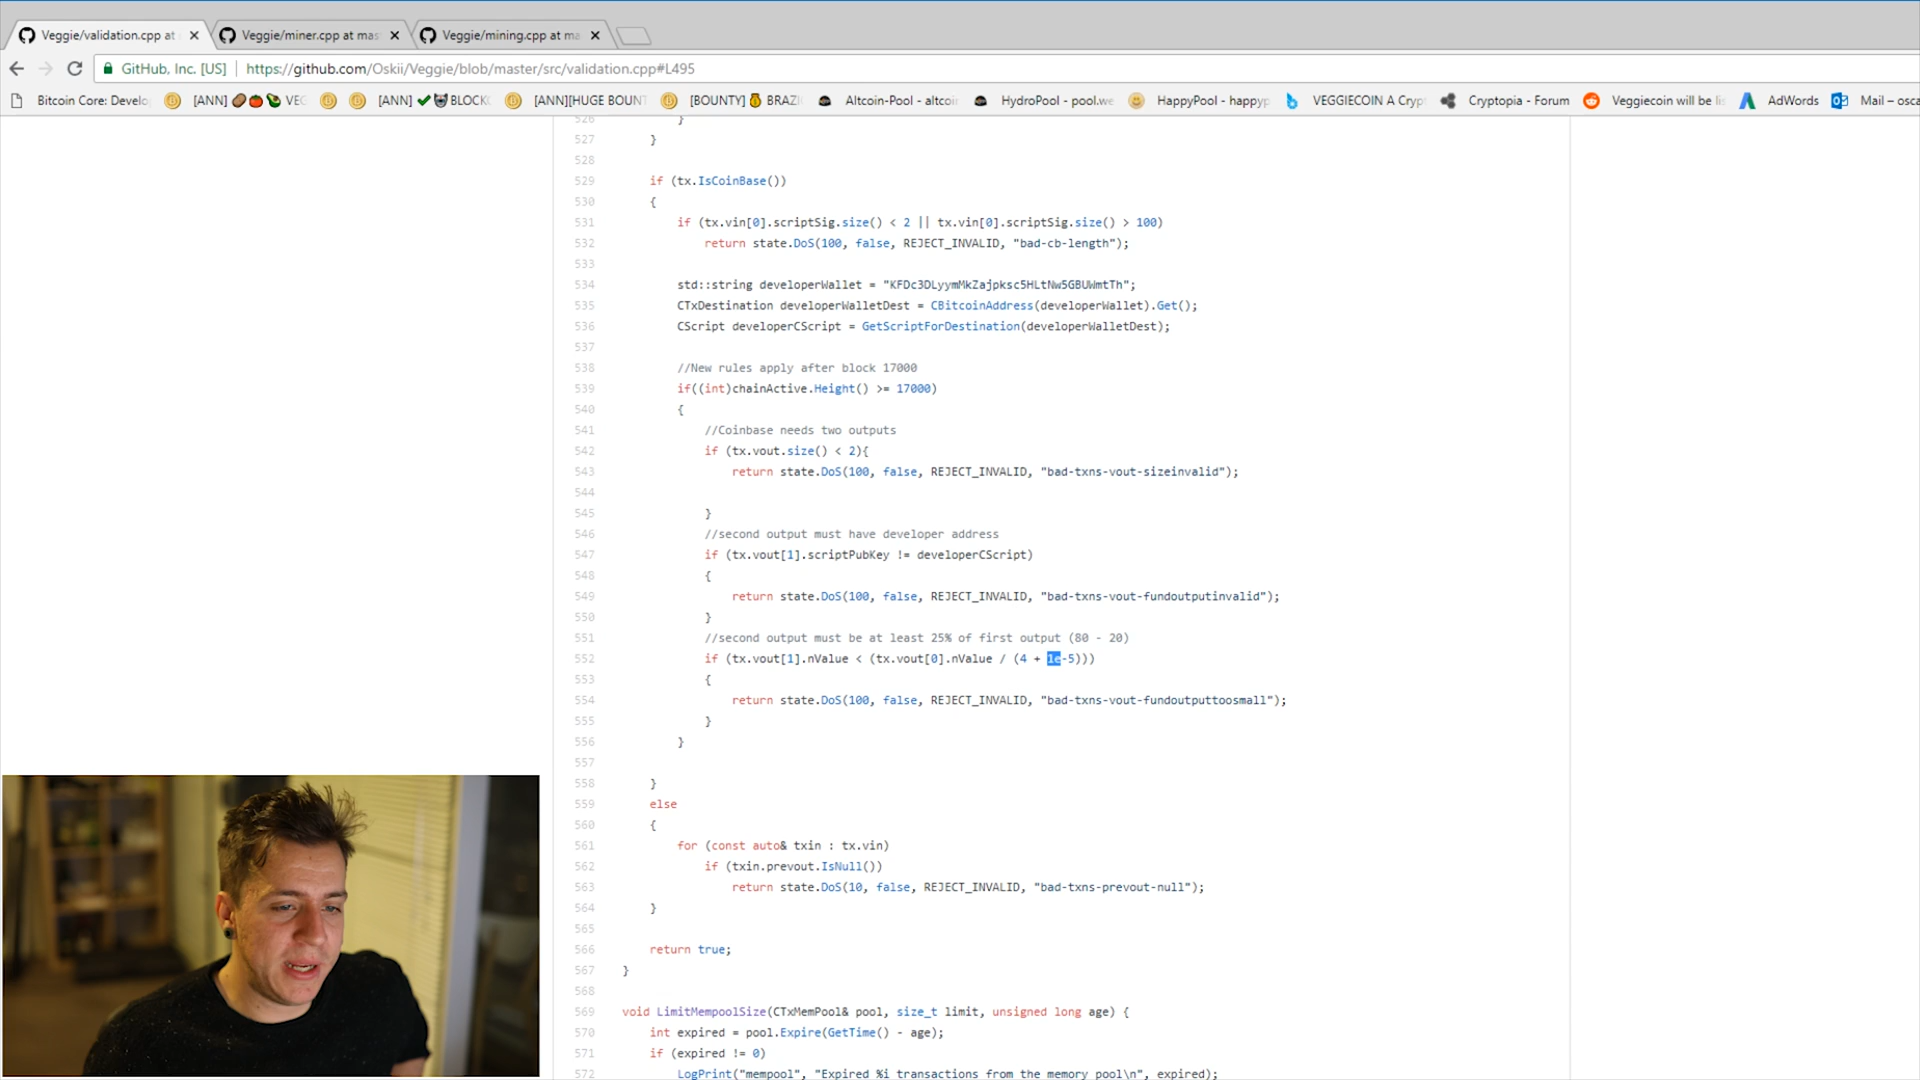 Veggie/validation.cpp at
Veggie/miner.cpp at mas
Veggie/mining.cpp at ma
GitHub, Inc. [US] https://github.com/Oskii/Veggie/blob/master/src/validation.cpp#L495
Bitcoin Core: Develo [ANN] VEG [ANN] BLOCK [ANN][HUGE BOUNT [BOUNTY] BRAZI Altcoin-Pool - altcoi HydroPool - pool.we HappyPool - happyp VEGGIECOIN A Cryp Cryptopia - Forum Veggiecoin will be lis AdWords Mail – osca
526 }
527 }
528
529 if (tx.IsCoinBase())
530 {
531 if (tx.vin[0].scriptSig.size() < 2 || tx.vin[0].scriptSig.size() > 100)
532 return state.DoS(100, false, REJECT_INVALID, "bad-cb-length");
533
534 std::string developerWallet = "KFDc3DLyymMkZajpksc5HLtNw5GBUWmtTh";
535 CTxDestination developerWalletDest = CBitcoinAddress(developerWallet).Get();
536 CScript developerCScript = GetScriptForDestination(developerWalletDest);
537
538 //New rules apply after block 17000
539 if((int)chainActive.Height() >= 17000)
540 {
541 //Coinbase needs two outputs
542 if (tx.vout.size() < 2){
543 return state.DoS(100, false, REJECT_INVALID, "bad-txns-vout-sizeinvalid");
544
545 }
546 //second output must have developer address
547 if (tx.vout[1].scriptPubKey != developerCScript)
548 {
549 return state.DoS(100, false, REJECT_INVALID, "bad-txns-vout-fundoutputinvalid");
550 }
551 //second output must be at least 25% of first output (80 - 20)
552 if (tx.vout[1].nValue < (tx.vout[0].nValue / (4 + 1e-5)))
553 {
554 return state.DoS(100, false, REJECT_INVALID, "bad-txns-vout-fundoutputtoosmall");
555 }
556 }
557
558 }
559 else
560 {
561 for (const auto& txin : tx.vin)
562 if (txin.prevout.IsNull())
563 return state.DoS(10, false, REJECT_INVALID, "bad-txns-prevout-null");
564 }
565
566 return true;
567 }
568
569 void LimitMempoolSize(CTxMemPool& pool, size_t limit, unsigned long age) {
570 int expired = pool.Expire(GetTime() - age);
571 if (expired != 0)
572 LogPrint("mempool", "Expired %i transactions from the memory pool\n", expired);